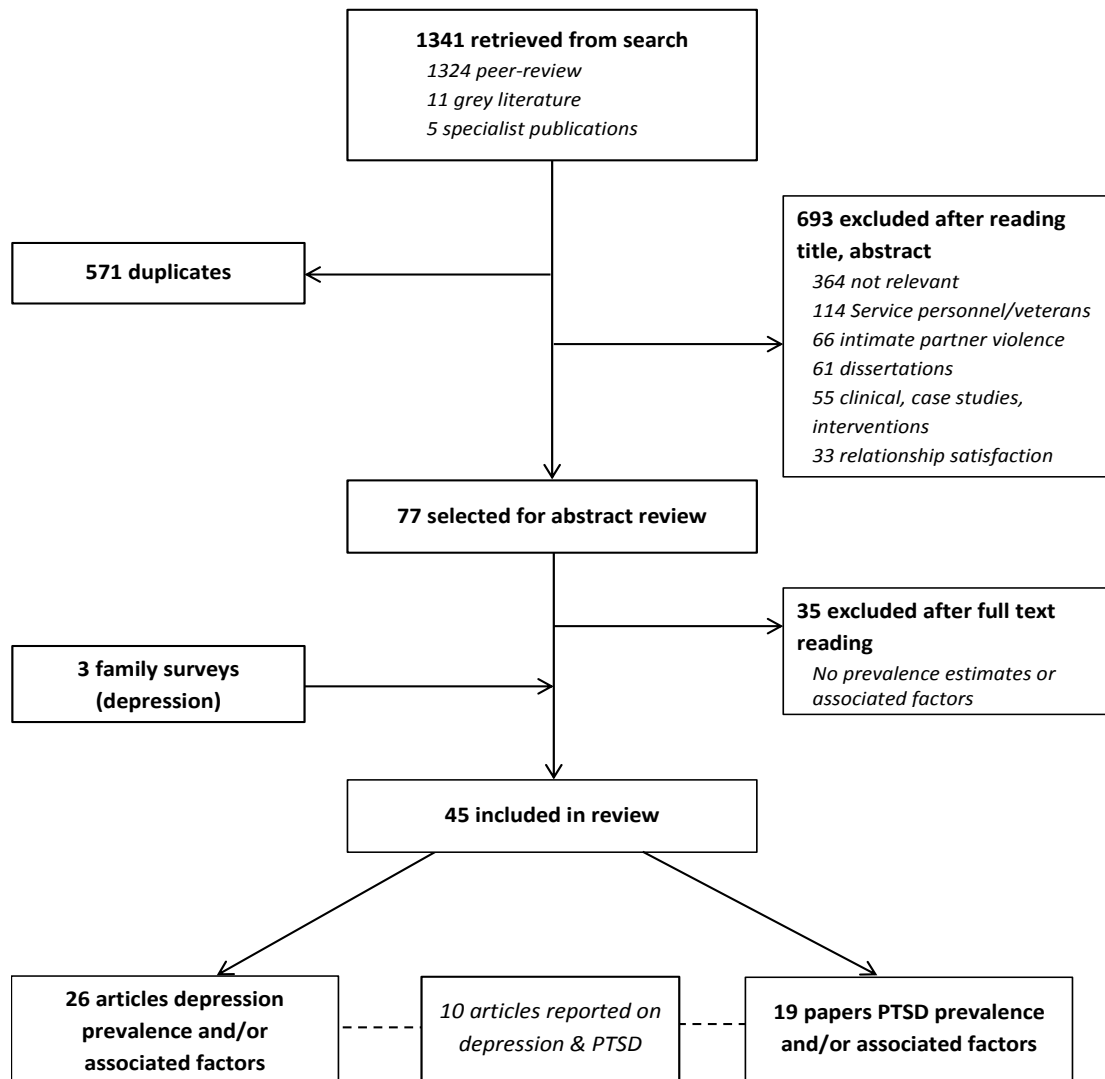 1341 retrieved from search
1324 peer-review
11 grey literature
5 specialist publications
571 duplicates
693 excluded after reading
title, abstract
364 not relevant
114 Service personnel/veterans
66 intimate partner violence
61 dissertations
55 clinical, case studies,
interventions
33 relationship satisfaction
77 selected for abstract review
35 excluded after full text
reading
No prevalence estimates or
associated factors
3 family surveys
(depression)
45 included in review
26 articles depression
prevalence and/or
associated factors
10 articles reported on
depression & PTSD
19 papers PTSD prevalence
and/or associated factors